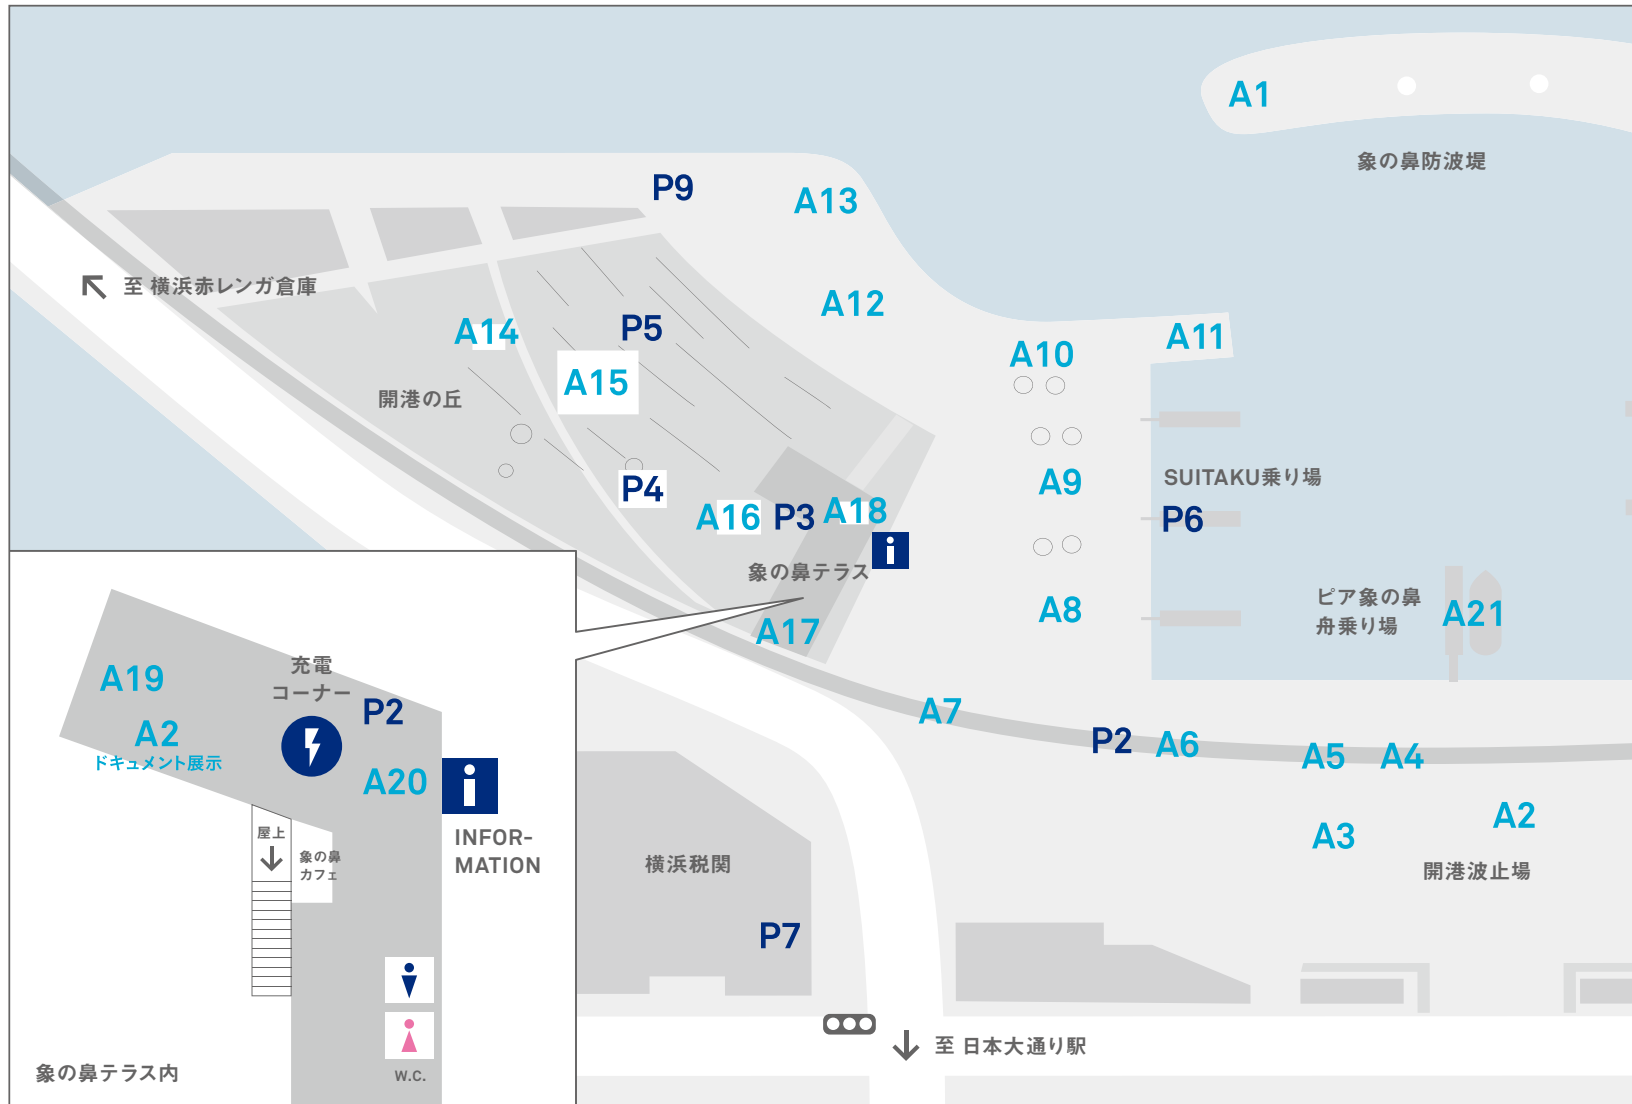 A1
象の鼻防波堤
P9
A13
至 横浜赤レンガ倉庫
A12
A14
P5
A11
A10
A15
開港の丘
A9
SUITAKU乗り場
P4
A16
P3
A18
P6
i
象の鼻テラス
A8
ピア象の鼻
舟乗り場
A21
A17
A7
P2
A6
A5
A4
A3
A2
開港波止場
横浜税関
P7
至 日本大通り駅
充電
コーナー
A19
P2
A2
ドキュメント展示
A20
i
INFOR-
MATION
屋上
象の鼻
カフェ
W.C.
象の鼻テラス内